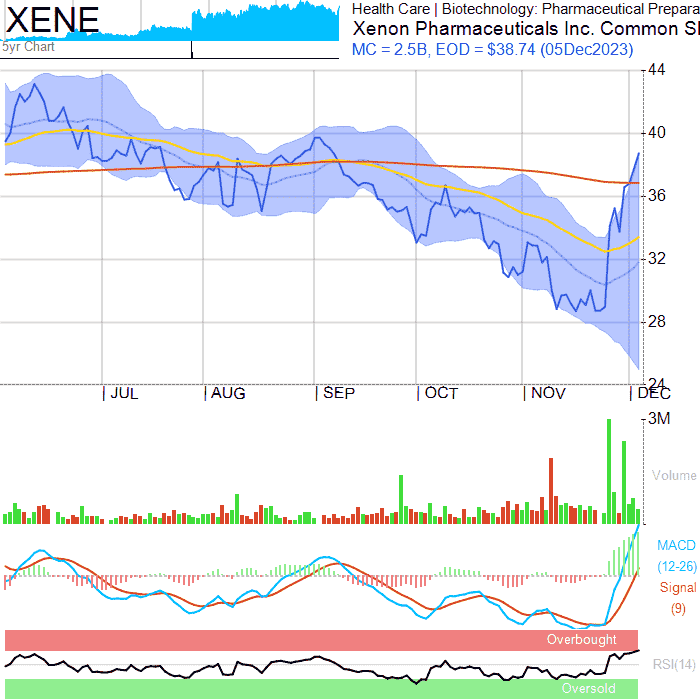 XENE
5yr Chart
Health Care | Biotechnology: Pharmaceutical Prepara
Xenon Pharmaceuticals Inc. Common S
MC = 2.5B, EOD = $38.74 (05Dec2023)
44
40
36
32
28
24
JUL
AUG
SEP
OCT
NOV
DEC
3M
Volume
MACD
(12-26)
Signal
(9)
Overbought
RSI(14)
Oversold